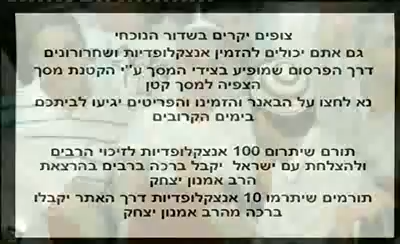 צופים יקרים בשדור הנוכחי
גם אתם יכולים להזמין אנצקלופדיות ושחרורונים
דרך הפרסום שמופיע בצידי המסך ע"י הקטנת מסך
הצפיה למסך קטן
נא לחצו על הבאנר והזמינו והפריטים יגיעו לביתכם
בימים הקרובים
תורם שיתרום 100 אנצקלופדיות לזיכוי הרבים
ולהצלחת עם ישראל יקבל ברכה ברבים בהרצאת
הרב אמנון יצחק
תורמים שיתרמו 10 אנצקלופדיות דרך האתר יקבלו
ברכה מהרב אמנון יצחק